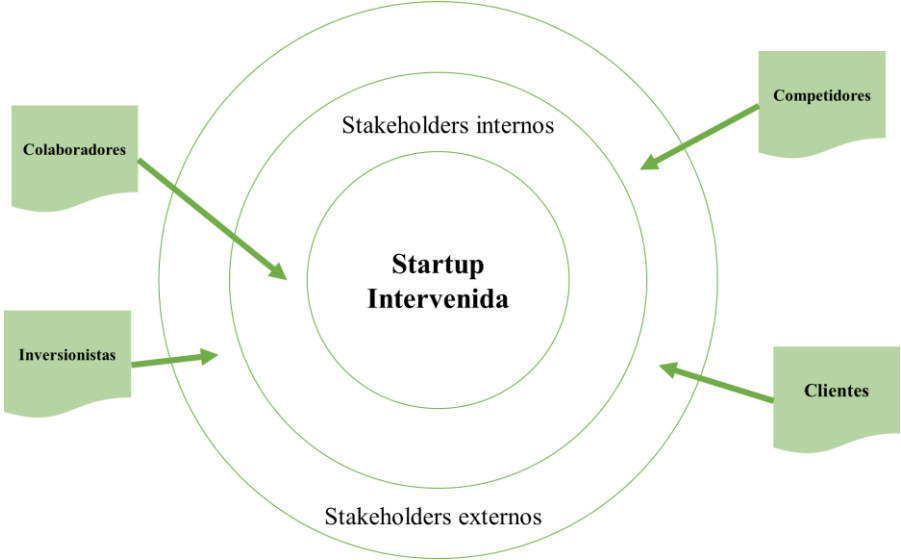 Competidores
Stakeholders internos
Colaboradores
Startup
Intervenida
Inversionistas
Clientes
Stakeholders externos